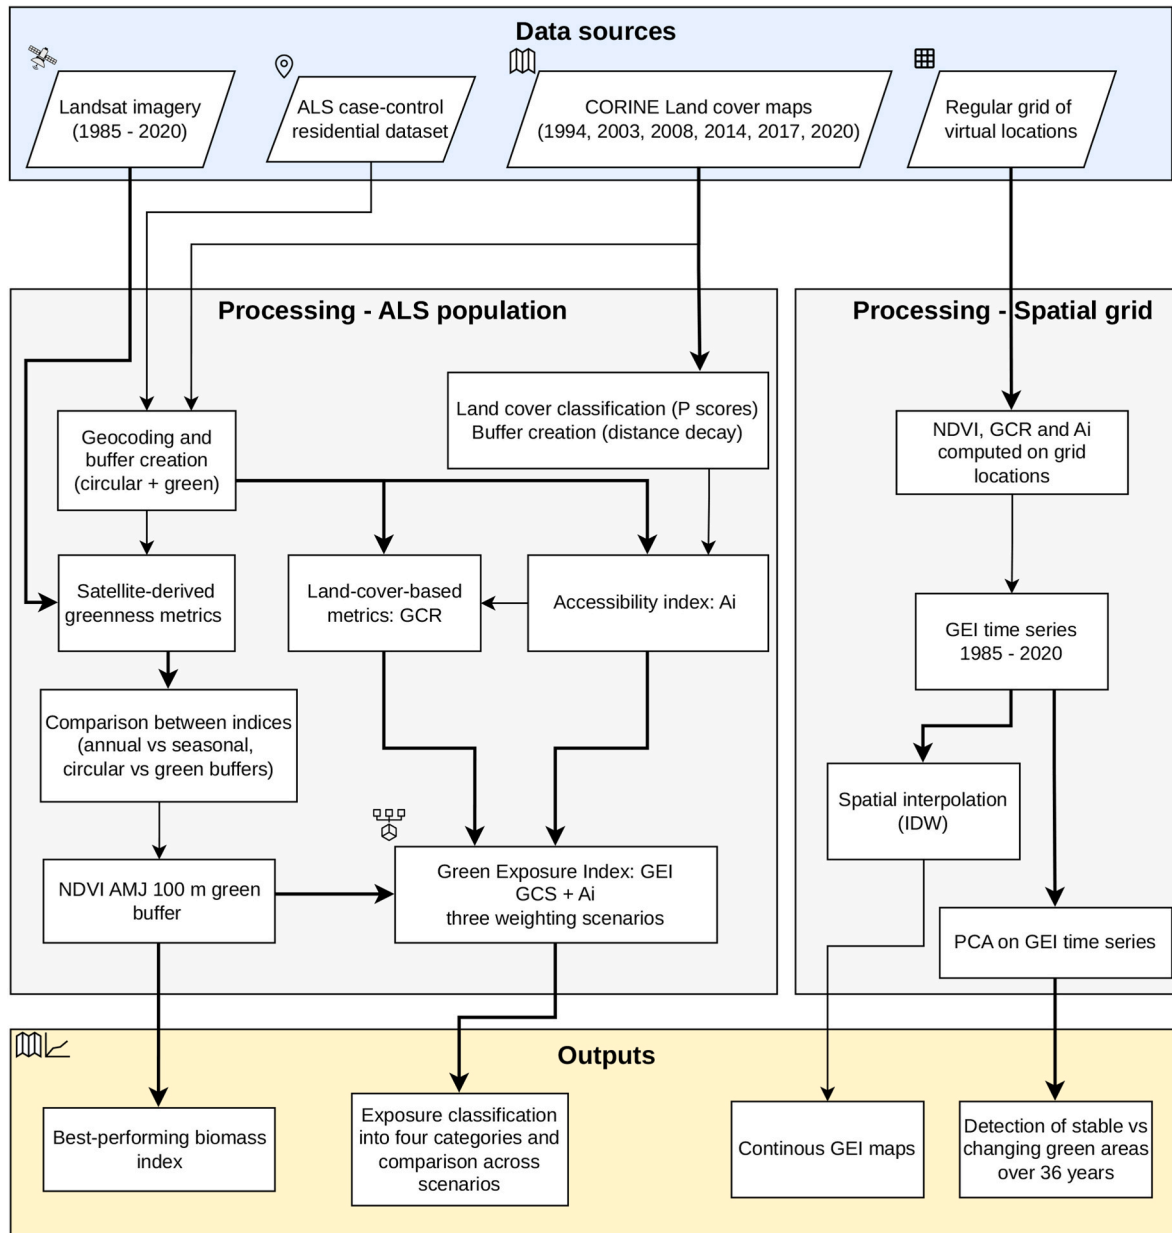 Data sources
Landsat imagery
(1985 - 2020)
ALS case-control
residential dataset
CORINE Land cover maps
(1994, 2003, 2008, 2014, 2017, 2020)
Regular grid of
virtual locations
Processing - ALS population
Processing - Spatial grid
Geocoding and
buffer creation
(circular + green)
Land cover classification (P scores)
Buffer creation (distance decay)
NDVI, GCR and Ai
computed on grid
locations
Satellite-derived
greenness metrics
Land-cover-based
metrics: GCR
Accessibility index: Ai
GEI time series
1985 - 2020
Comparison between indices
(annual vs seasonal,
circular vs green buffers)
Spatial interpolation
(IDW)
NDVI AMJ 100 m green
buffer
Green Exposure Index: GEI
GCS + Ai
three weighting scenarios
PCA on GEI time series
Outputs
Best-performing biomass
index
Exposure classification
into four categories and
comparison across
scenarios
Continous GEI maps
Detection of stable vs
changing green areas
over 36 years